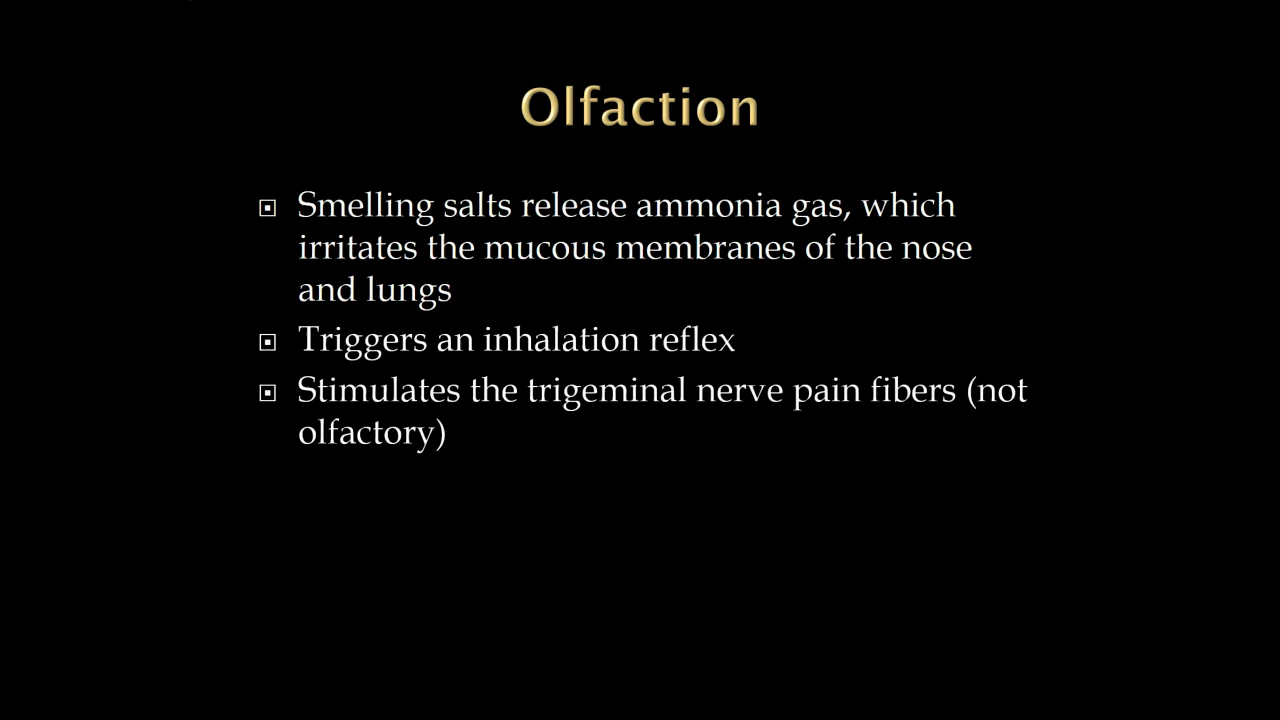 Olfaction
Smelling salts release ammonia gas, which
irritates the mucous membranes of the nose
and lungs
Triggers an inhalation reflex
Stimulates the trigeminal nerve pain fibers (not
olfactory)